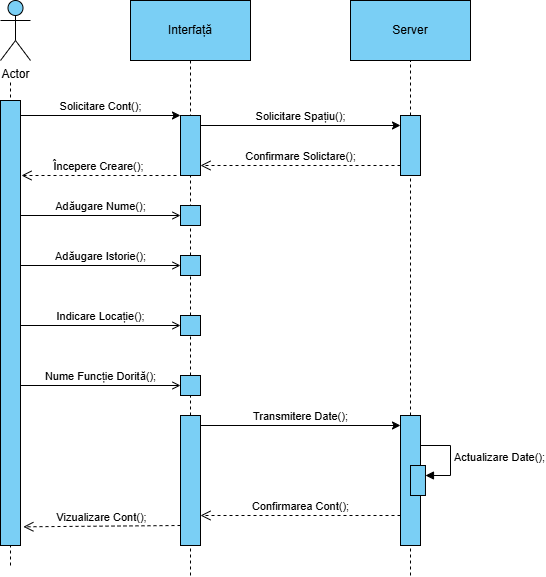 Interfață
Server
Actor
Solicitare Cont();
Solicitare Spațiu();
Confirmare Solictare();
Începere Creare();
Adăugare Nume();
Adăugare Istorie();
Indicare Locație();
Nume Funcție Dorită();
Transmitere Date();
Actualizare Date();
Confirmarea Cont();
Vizualizare Cont();